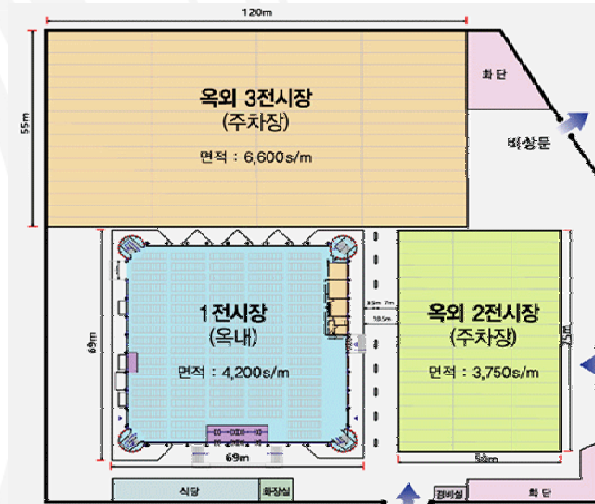 120m
옥외 3전시장
(주차장)
면적 : 6,600s/m
55m
화단
비상문
1전시장
(옥내)
면적 : 4,200s/m
69m
69m
옥외 2전시장
(주차장)
면적 : 3,750s/m
75m
식당
화장실
경비실
화단